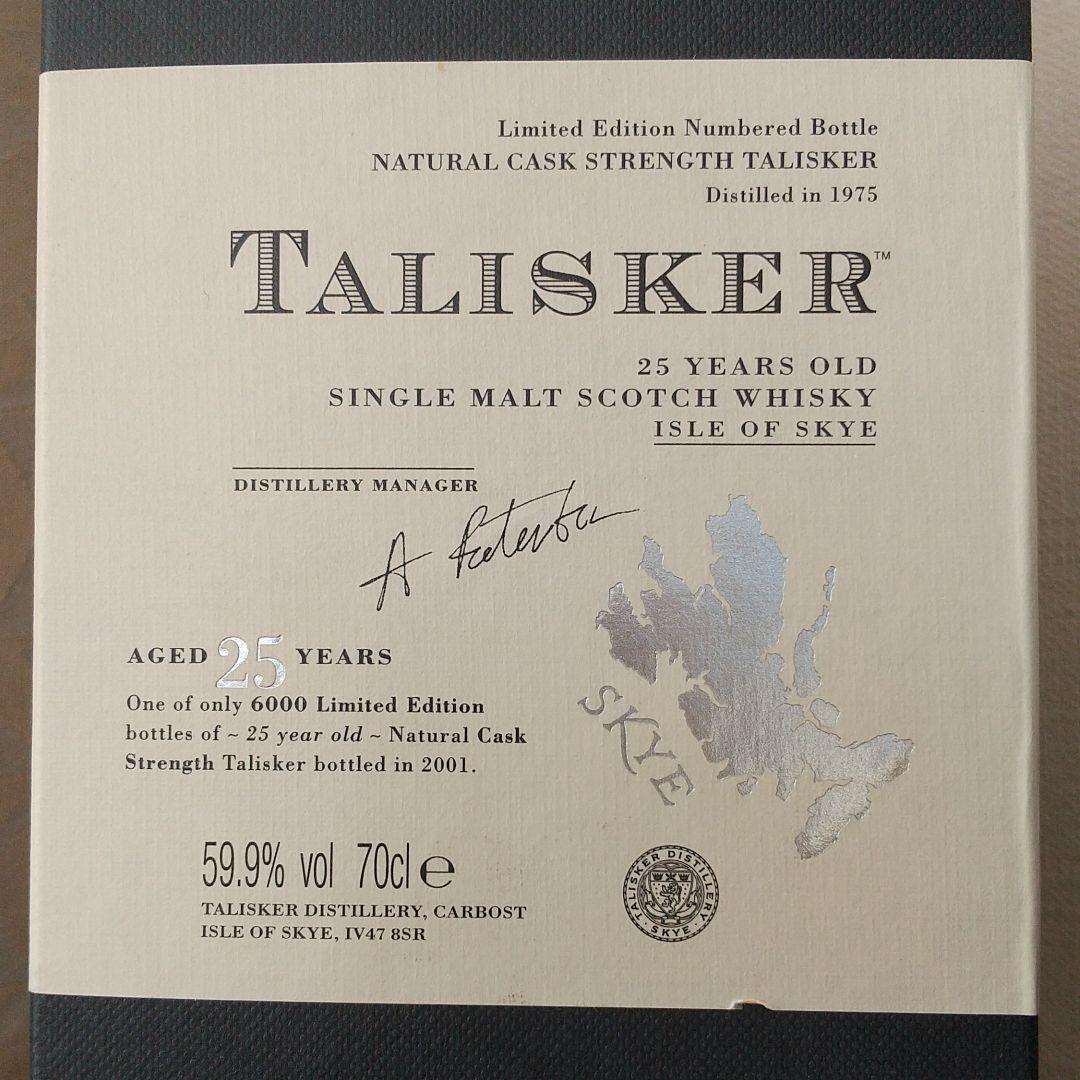 Limited Edition Numbered Bottle
NATURAL CASK STRENGTH TALISKER
Distilled in 1975
TALISKER™
25 YEARS OLD
SINGLE MALT SCOTCH WHISKY
ISLE OF SKYE
DISTILLERY MANAGER
AGED 25 YEARS
One of only 6000 Limited Edition
bottles of ~ 25 year old ~ Natural Cask
Strength Talisker bottled in 2001.
SKYE
59.9% vol 70cl ℮
TALISKER DISTILLERY, CARBOST
ISLE OF SKYE, IV47 8SR
TALISKER DISTILLERY
SKYE